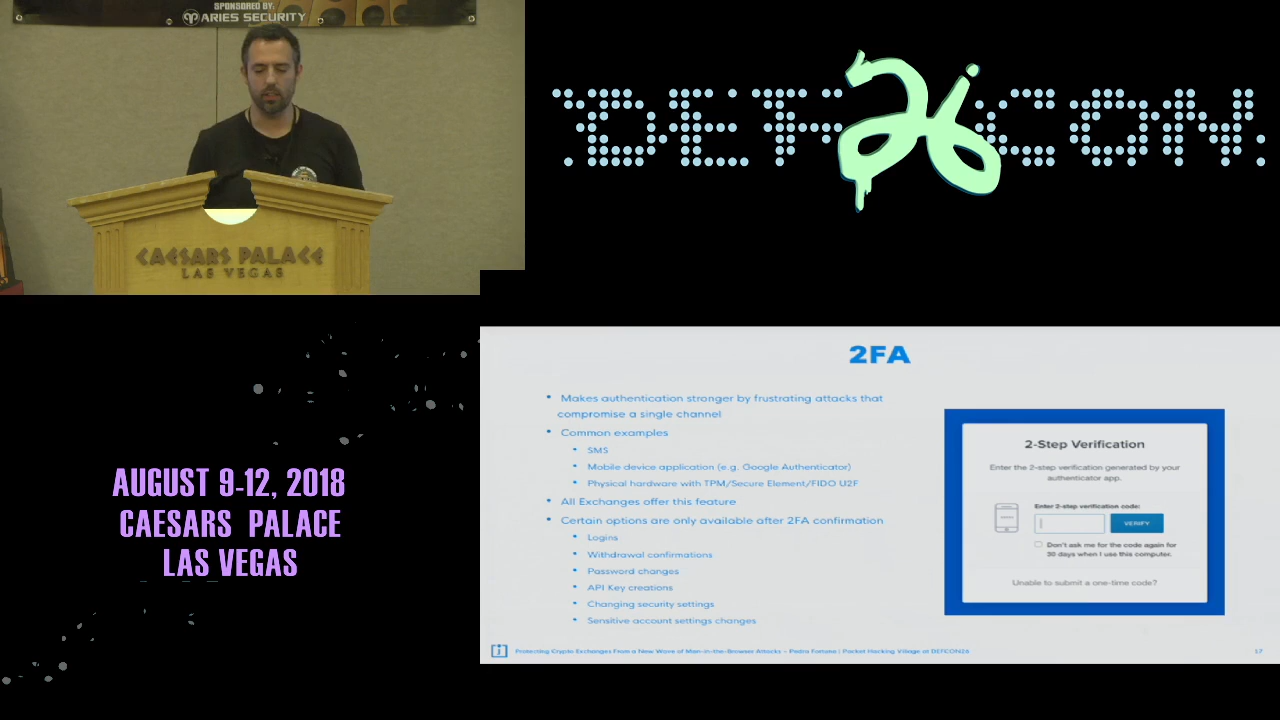 SPONSORED BY:
ARIES SECURITY
CAESARS PALACE
LAS VEGAS
DEFCON
26
AUGUST 9-12, 2018
CAESARS PALACE
LAS VEGAS
2FA
• Makes authentication stronger by frustrating attacks that
compromise a single channel
• Common examples
• SMS
• Mobile device application (e.g. Google Authenticator)
• Physical hardware with TPM/Secure Element/FIDO U2F
• All Exchanges offer this feature
• Certain options are only available after 2FA confirmation
• Logins
• Withdrawal confirmations
• Password changes
• API Key creations
• Changing security settings
• Sensitive account settings changes
2-Step Verification
Enter the 2-step verification generated by your
authenticator app.
Enter 2-step verification code:
VERIFY
Don't ask me for the code again for
30 days when I use this computer.
Unable to submit a one-time code?
Protecting Crypto Exchanges From a New Wave of Man-in-the-Browser Attacks – Pedro Fortuna | Packet Hacking Village at DEFCON26
17